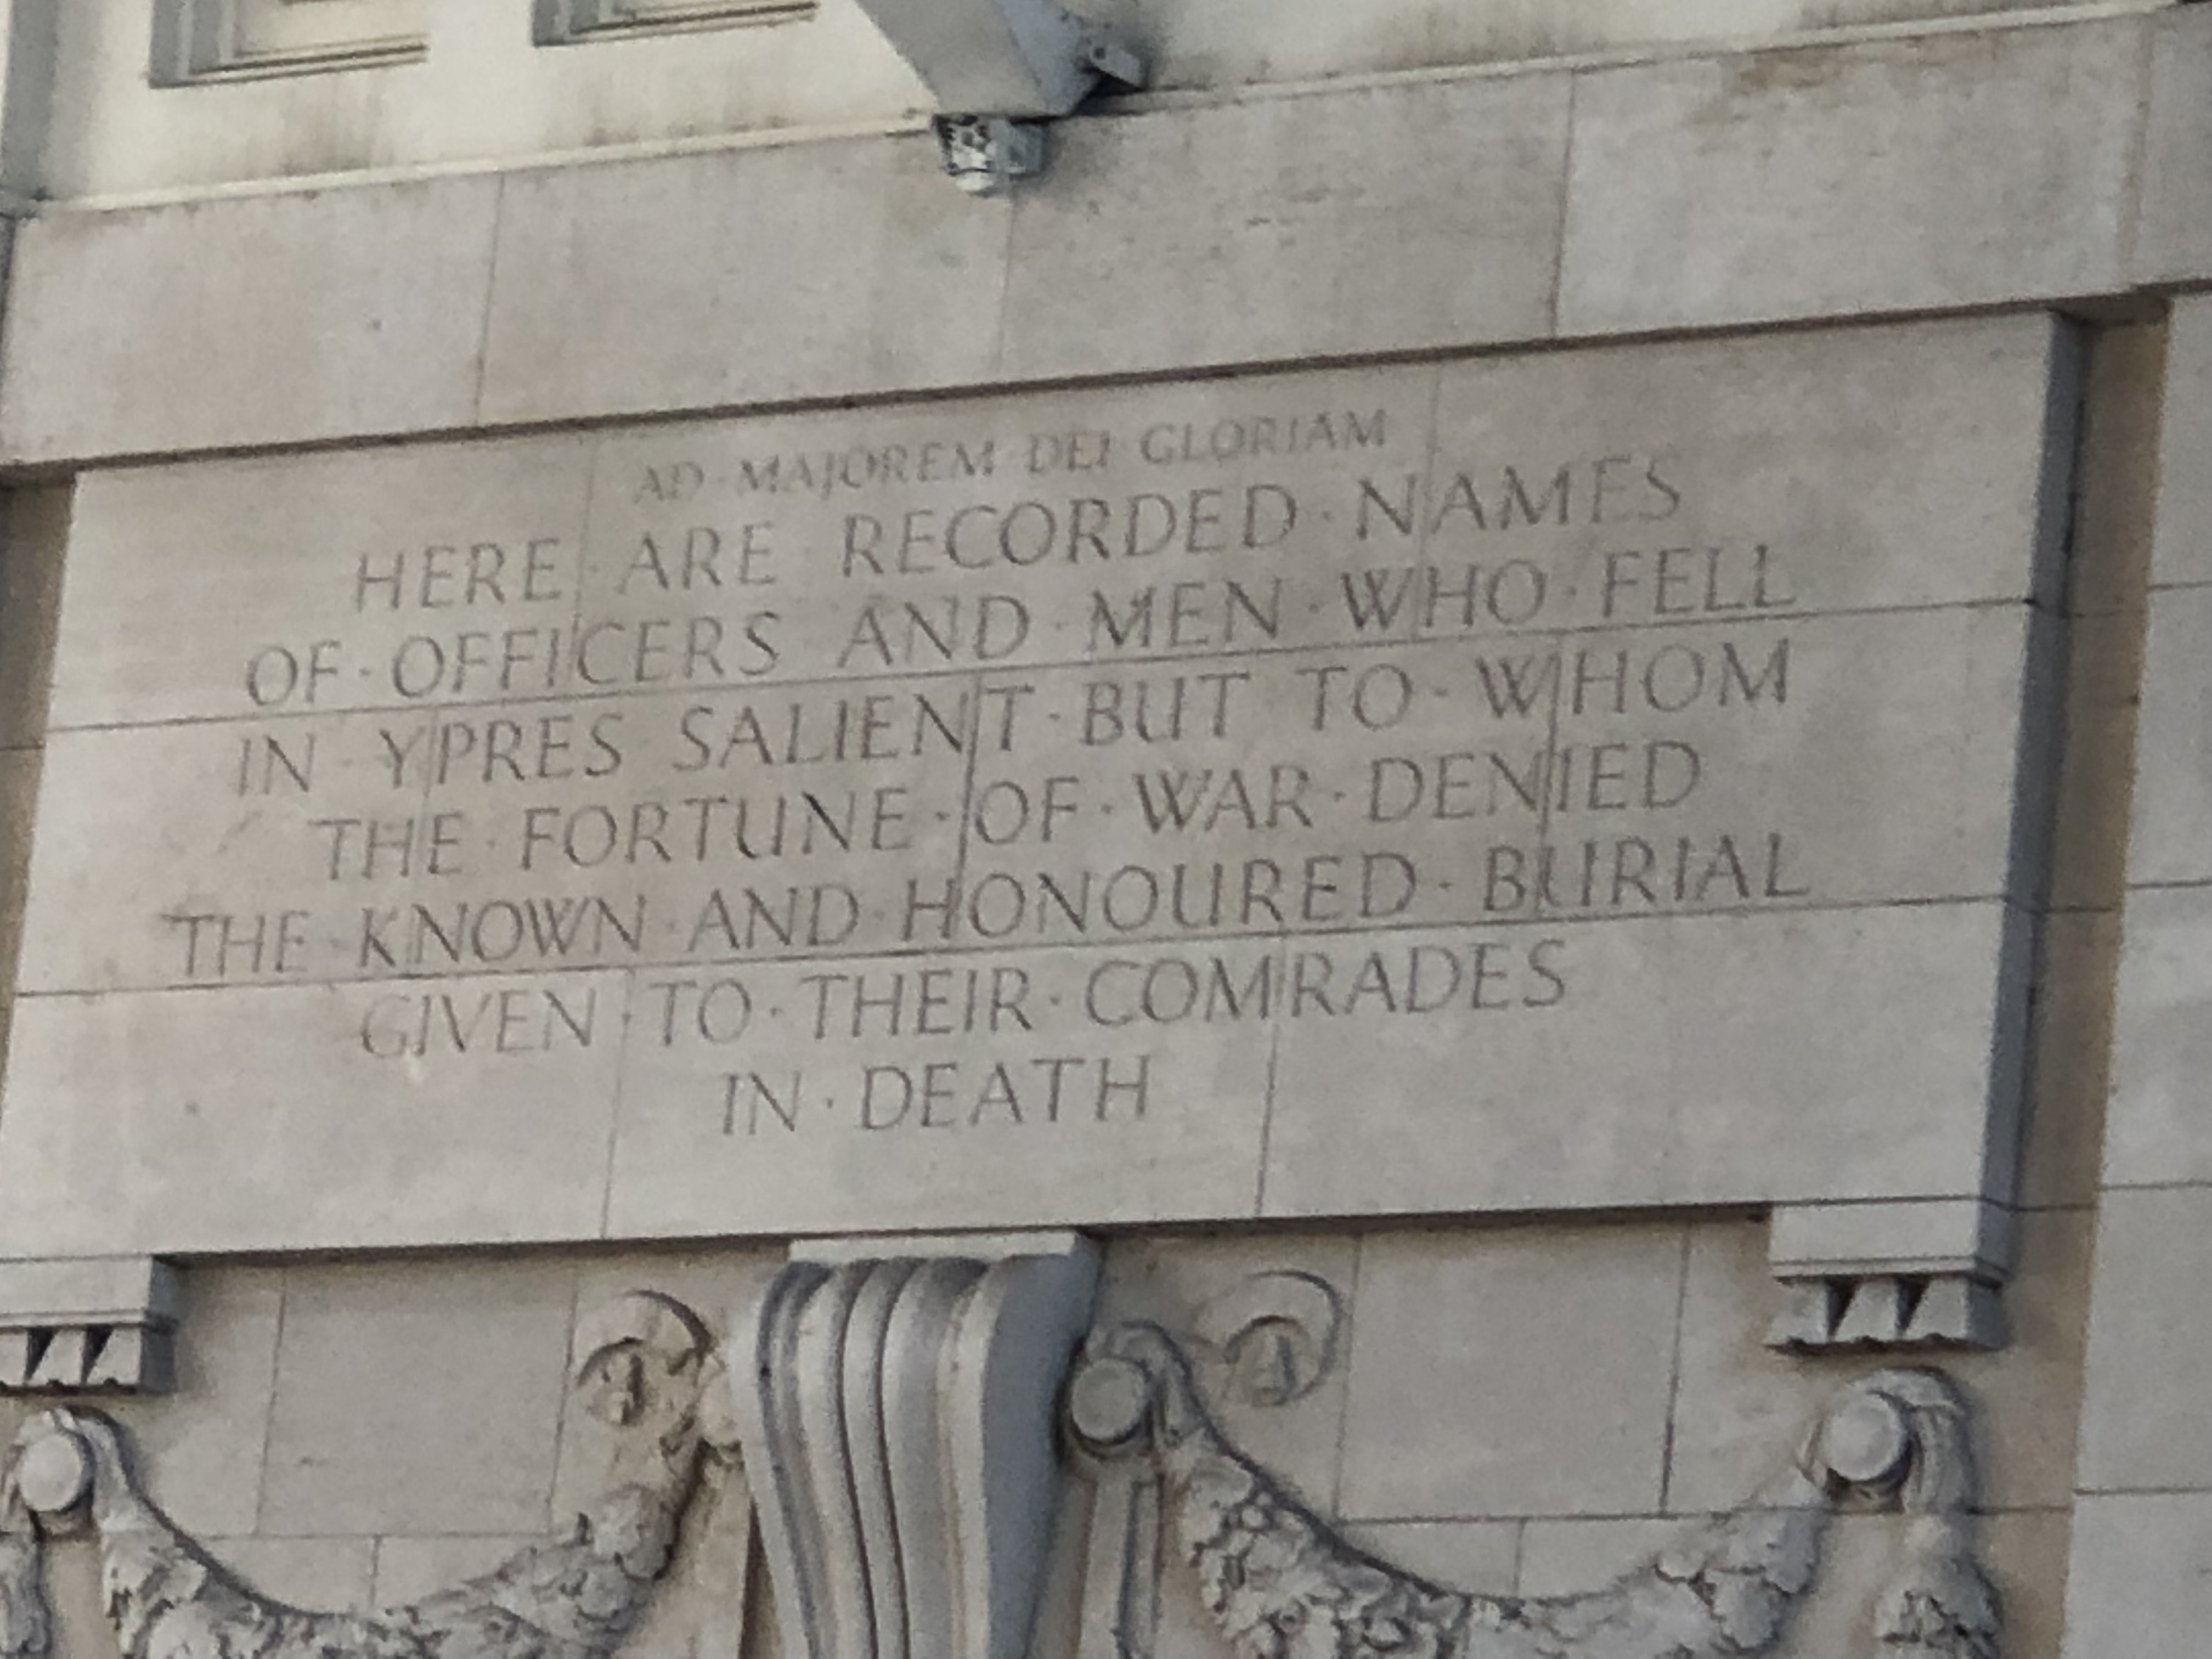 AD·MAJOREM·DEI·GLORIAM
HERE·ARE RECORDED·NAMES
OF·OFFICERS AND·MEN·WHO·FELL
IN·YPRES SALIENT·BUT TO·WHOM
THE·FORTUNE·OF·WAR·DENIED
THE·KNOWN·AND·HONOURED·BURIAL
GIVEN·TO·THEIR·COMRADES
IN·DEATH